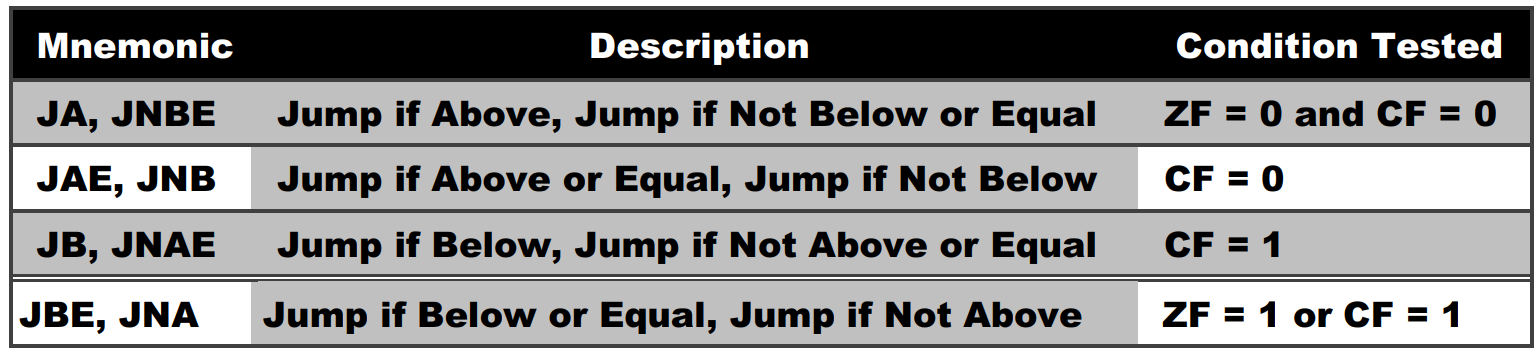 Mnemonic Description Condition Tested
JA, JNBE Jump if Above, Jump if Not Below or Equal ZF = 0 and CF = 0
JAE, JNB Jump if Above or Equal, Jump if Not Below CF = 0
JB, JNAE Jump if Below, Jump if Not Above or Equal CF = 1
JBE, JNA Jump if Below or Equal, Jump if Not Above ZF = 1 or CF = 1